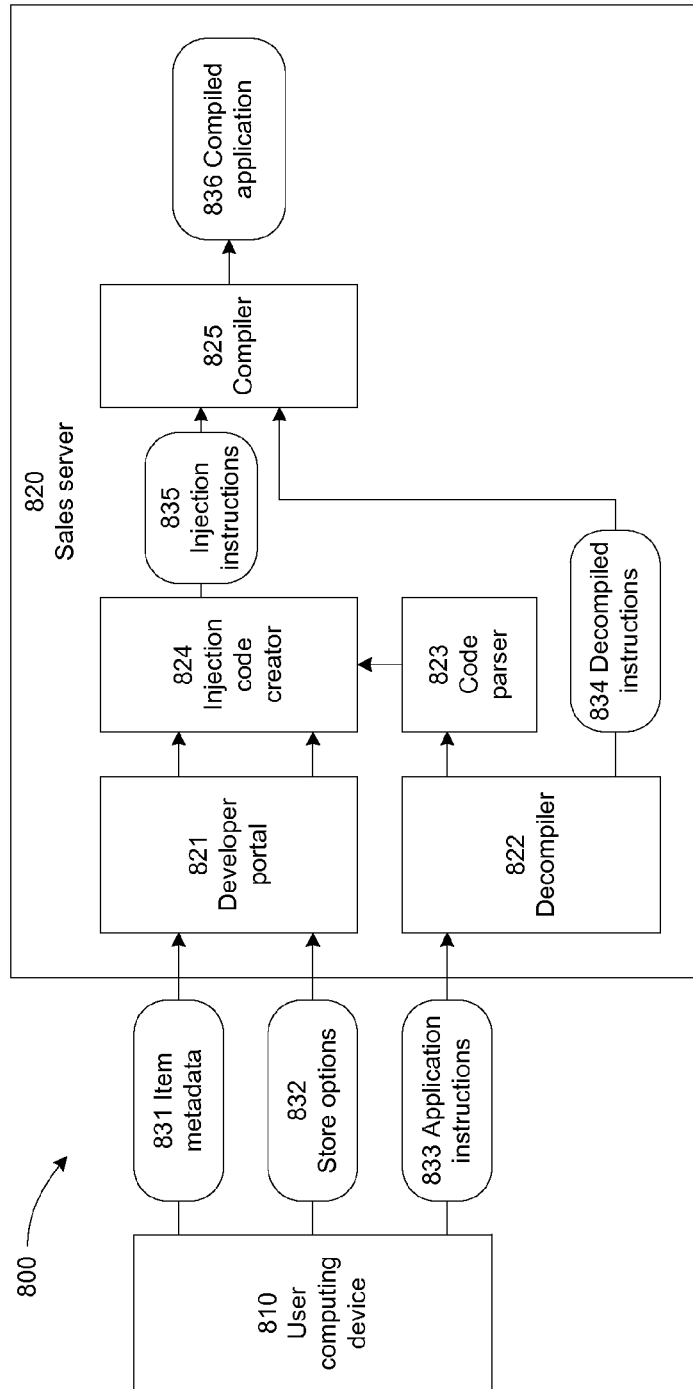 800
810
User
computing
device
831 Item
metadata
832
Store options
833 Application
instructions
820
Sales server
821
Developer
portal
822
Decompiler
824
Injection
code
creator
823
Code
parser
834 Decompiled
instructions
835
Injection
instructions
825
Compiler
836 Compiled
application